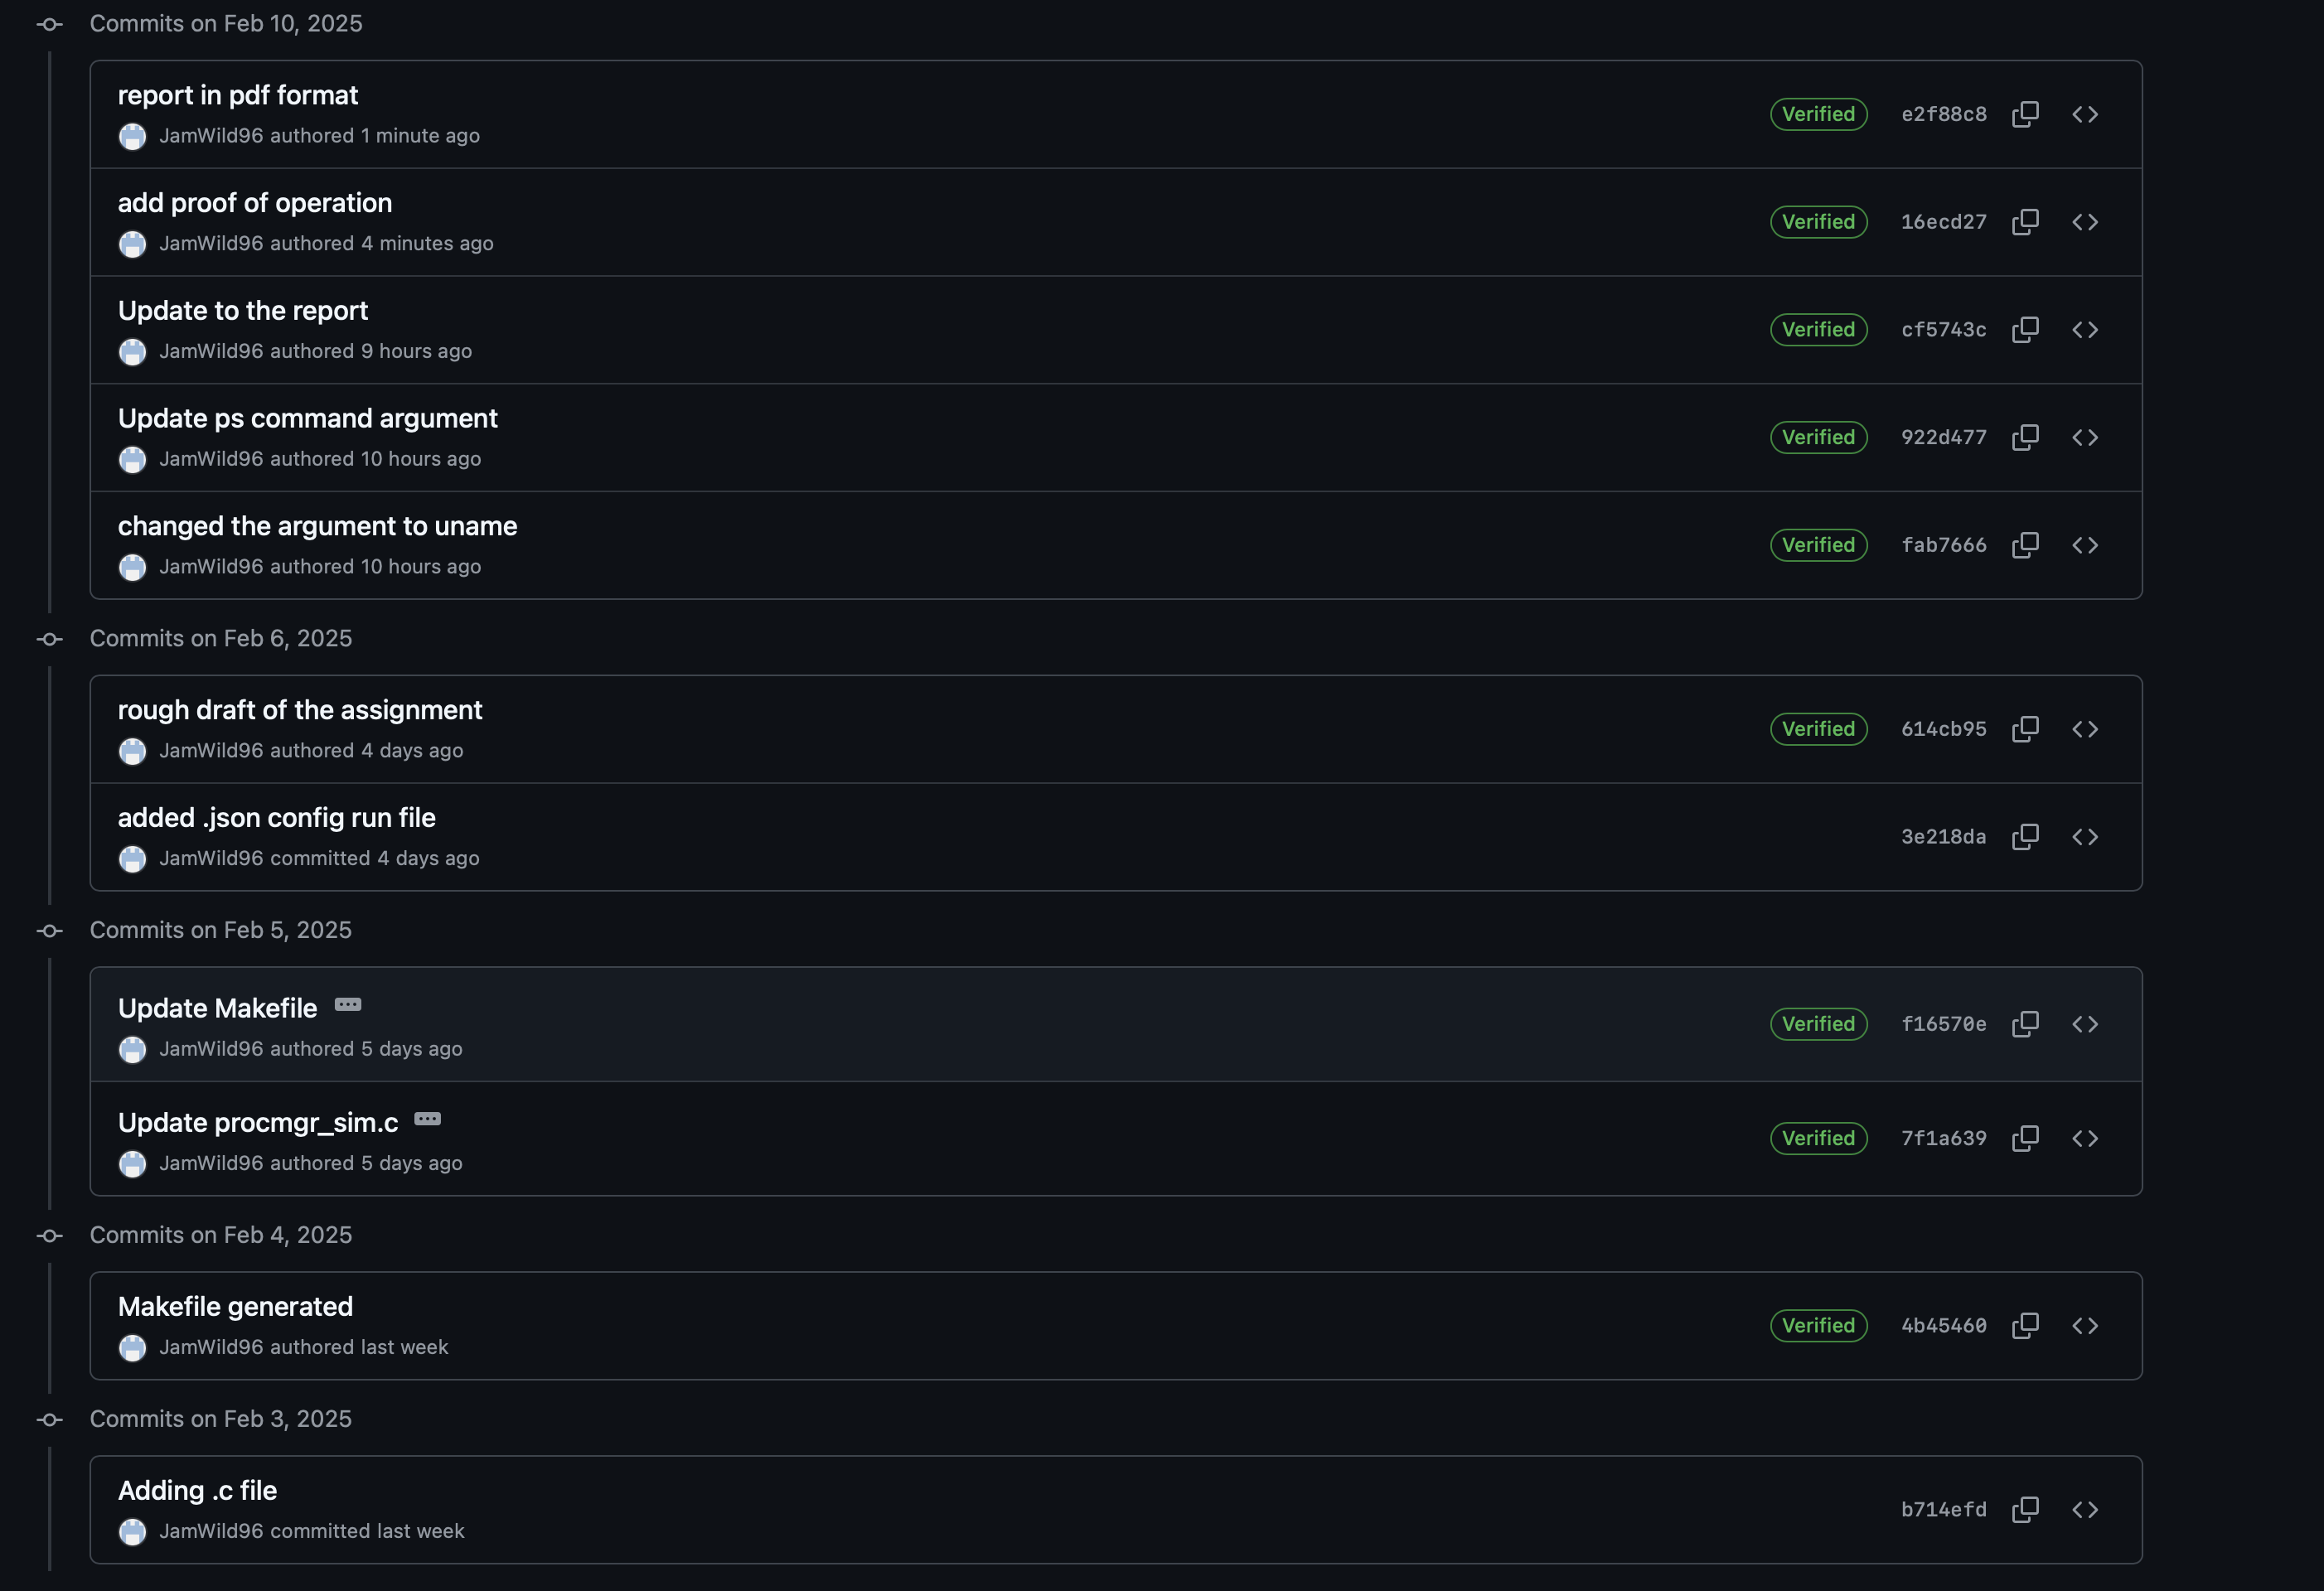 Commits on Feb 10, 2025
report in pdf format
JamWild96 authored 1 minute ago
Verified e2f88c8
add proof of operation
JamWild96 authored 4 minutes ago
Verified 16ecd27
Update to the report
JamWild96 authored 9 hours ago
Verified cf5743c
Update ps command argument
JamWild96 authored 10 hours ago
Verified 922d477
changed the argument to uname
JamWild96 authored 10 hours ago
Verified fab7666
Commits on Feb 6, 2025
rough draft of the assignment
JamWild96 authored 4 days ago
Verified 614cb95
added .json config run file
JamWild96 committed 4 days ago
3e218da
Commits on Feb 5, 2025
Update Makefile
JamWild96 authored 5 days ago
Verified f16570e
Update procmgr_sim.c
JamWild96 authored 5 days ago
Verified 7f1a639
Commits on Feb 4, 2025
Makefile generated
JamWild96 authored last week
Verified 4b45460
Commits on Feb 3, 2025
Adding .c file
JamWild96 committed last week
b714efd